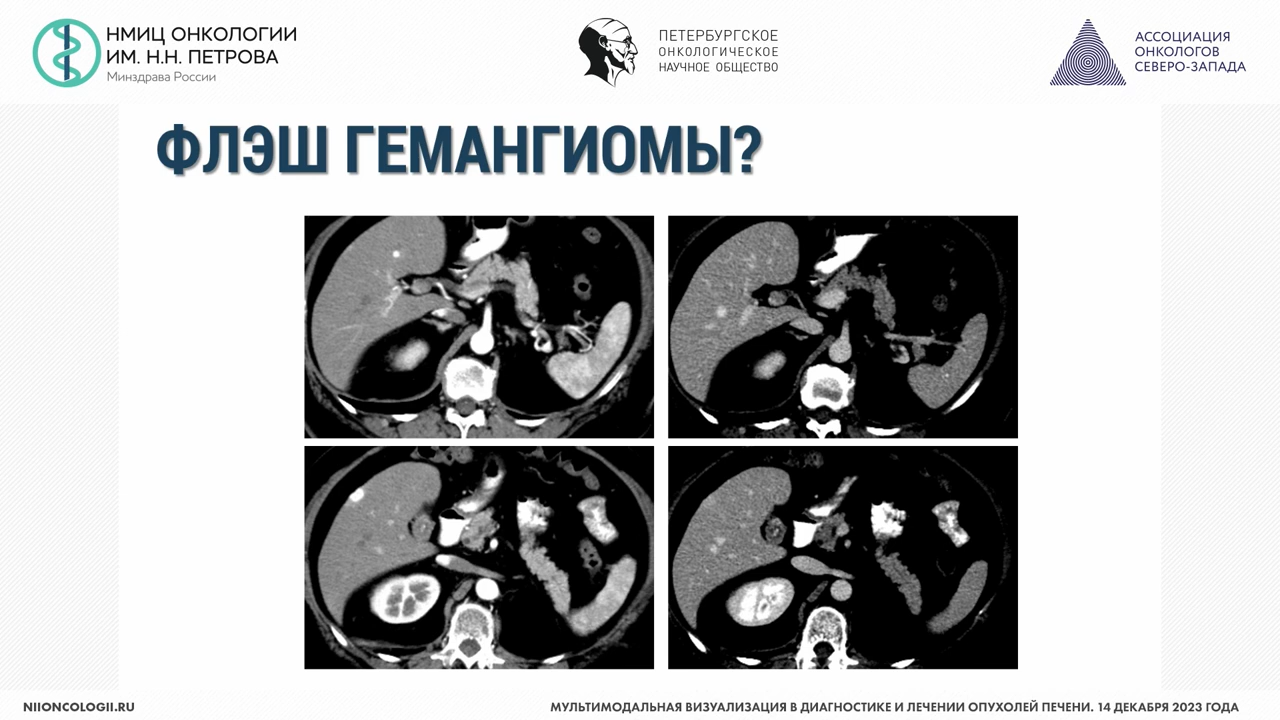 НМИЦ ОНКОЛОГИИ
ИМ. Н.Н. ПЕТРОВА
Минздрава России
ПЕТЕРБУРГСКОЕ
ОНКОЛОГИЧЕСКОЕ
НАУЧНОЕ ОБЩЕСТВО
АССОЦИАЦИЯ
ОНКОЛОГОВ
СЕВЕРО-ЗАПАДА
ФЛЭШ ГЕМАНГИОМЫ?
NIIONCOLOGII.RU
МУЛЬТИМОДАЛЬНАЯ ВИЗУАЛИЗАЦИЯ В ДИАГНОСТИКЕ И ЛЕЧЕНИИ ОПУХОЛЕЙ ПЕЧЕНИ. 14 ДЕКАБРЯ 2023 ГОДА